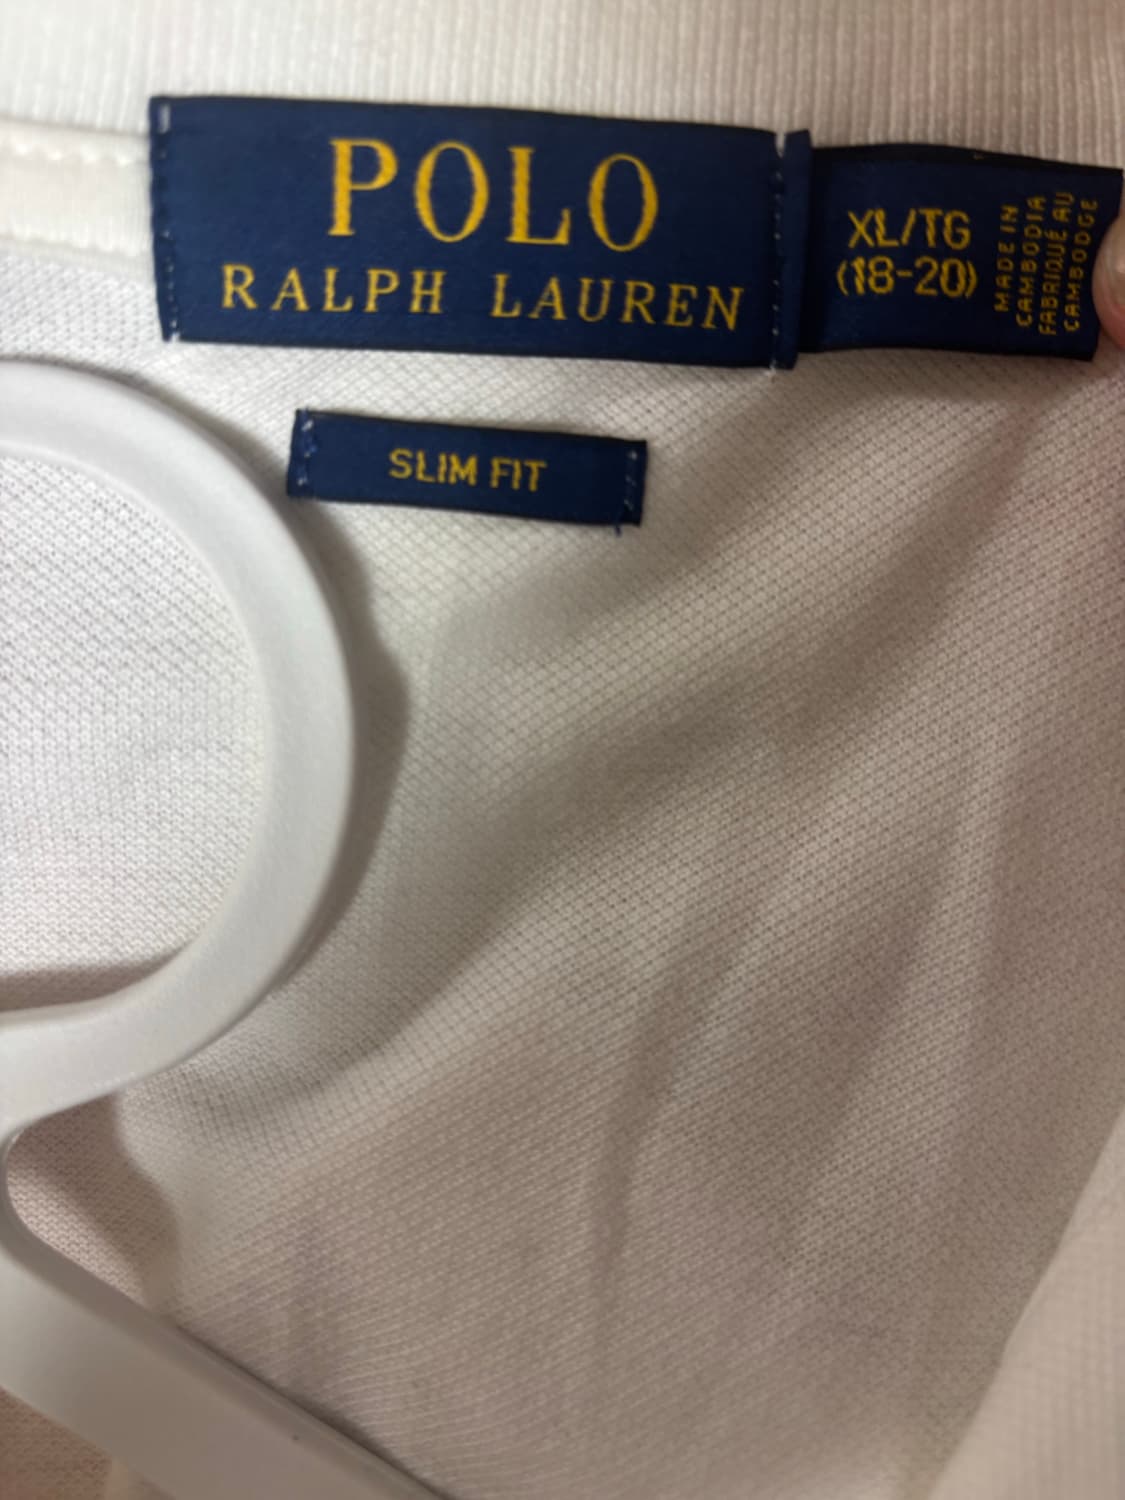 POLO
RALPH LAUREN
XL/TG
(18-20)
MADE IN
CAMBODIA
FABRIQUÉ AU
CAMBODGE
SLIM FIT